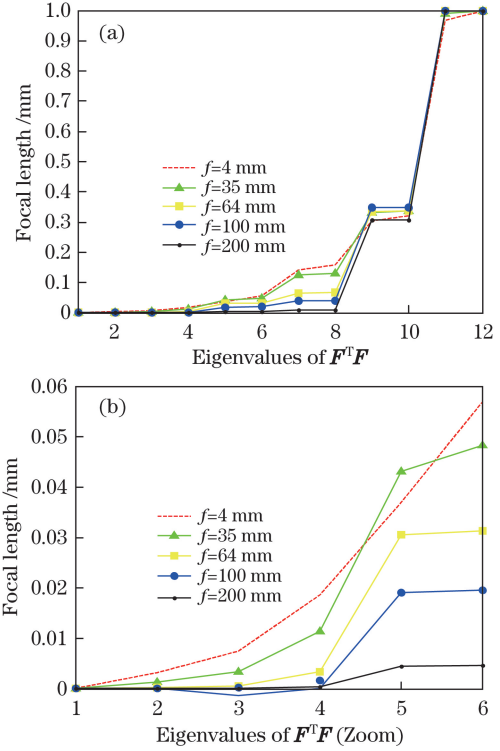 (a)
1.0
0.9
0.8
0.7
0.6
0.5
0.4
0.3
0.2
0.1
0
Focal length /mm
f=4 mm
f=35 mm
f=64 mm
f=100 mm
f=200 mm
2 4 6 8 10 12
Eigenvalues of FᵀF
(b)
0.06
0.05
0.04
0.03
0.02
0.01
0
Focal length /mm
f=4 mm
f=35 mm
f=64 mm
f=100 mm
f=200 mm
1 2 3 4 5 6
Eigenvalues of FᵀF (Zoom)